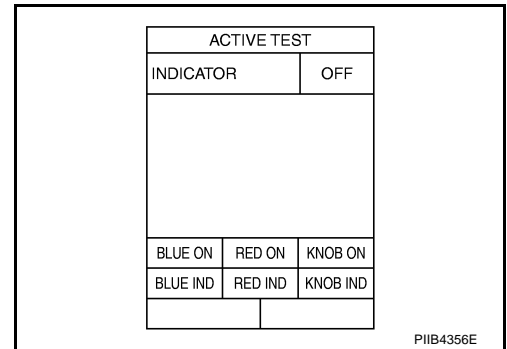 ACTIVE TEST
INDICATOR OFF
BLUE ON RED ON KNOB ON
BLUE IND RED IND KNOB IND
PIIB4356E